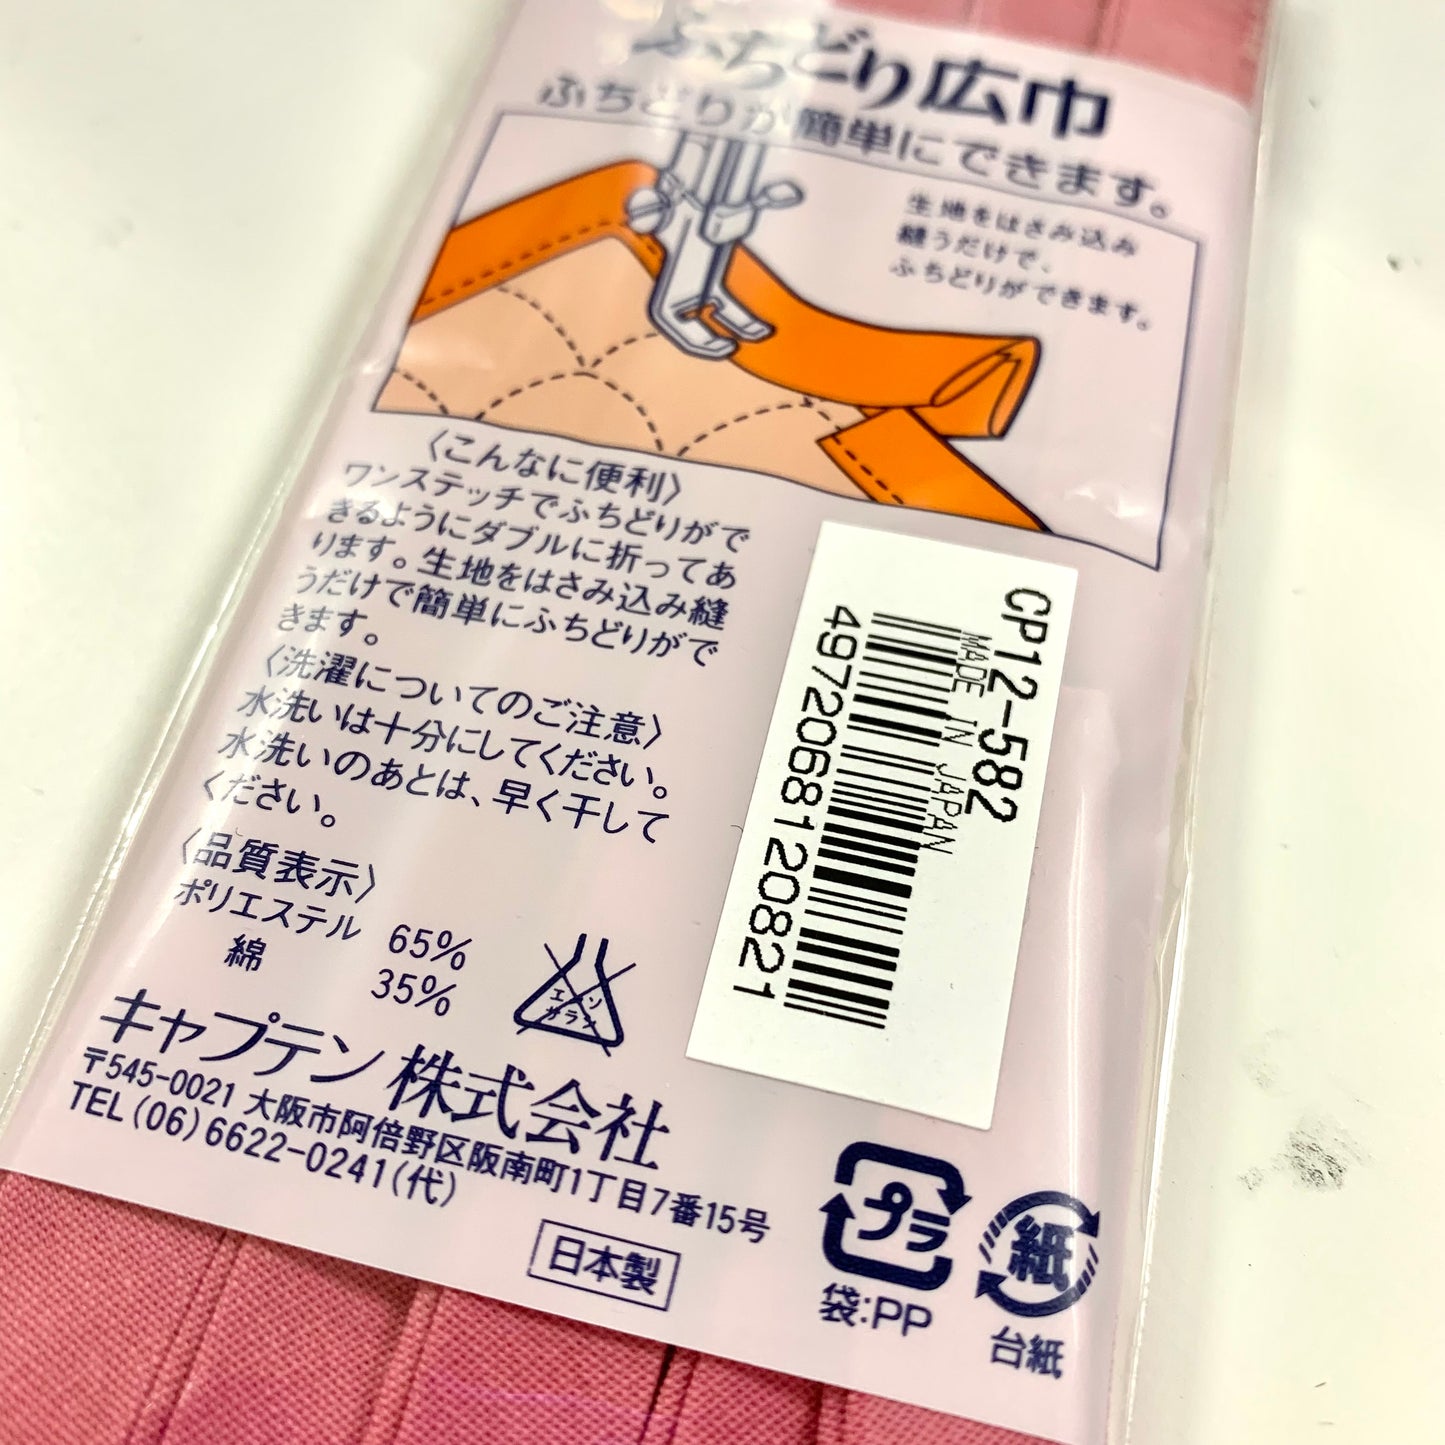 ふちどり広巾
ふちどりが簡単にできます。
生地をはさみ込み
縫うだけで、
ふちどりができます。
〈こんなに便利〉
ワンステッチでふちどりがで
きるようにダブルに折ってあ
ります。生地をはさみ込み縫
うだけで簡単にふちどりがで
きます。
〈洗濯についてのご注意〉
水洗いは十分にしてください。
水洗いのあとは、早く干して
ください。
〈品質表示〉
ポリエステル 65%
綿 35%
エンソ
サラシ
キャプテン株式会社
〒545-0021 大阪市阿倍野区阪南町1丁目7番15号
TEL(06)6622-0241(代)
日本製
CP12-582
MADE IN JAPAN
4972068120821
プラ
袋:PP
紙
台紙